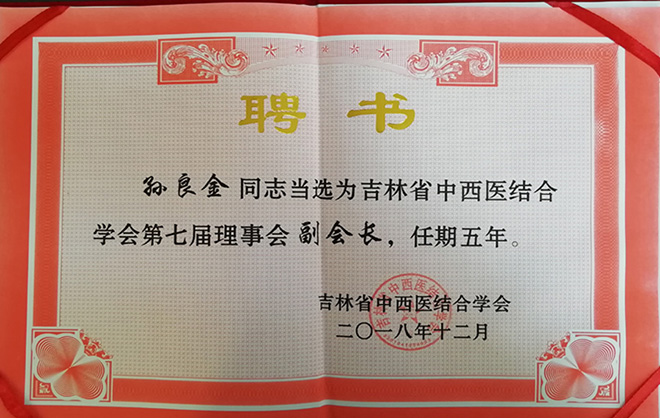 聘书
孙良金同志当选为吉林省中西医结合
学会第七届理事会副会长，任期五年。
吉林省中西医结合学会
二〇一八年十二月